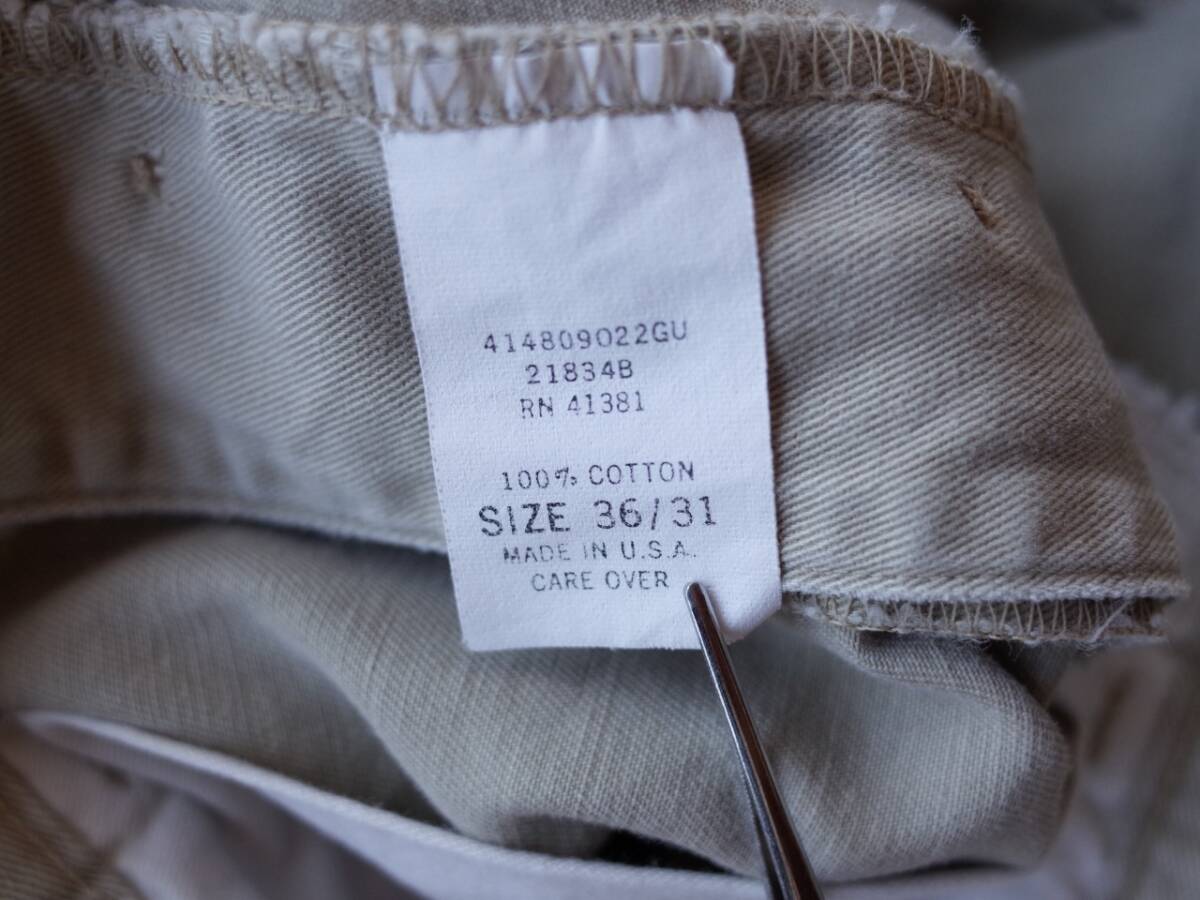 414809022GU
21834B
RN 41381
100% COTTON
SIZE 36/31
MADE IN U.S.A.
CARE OVER